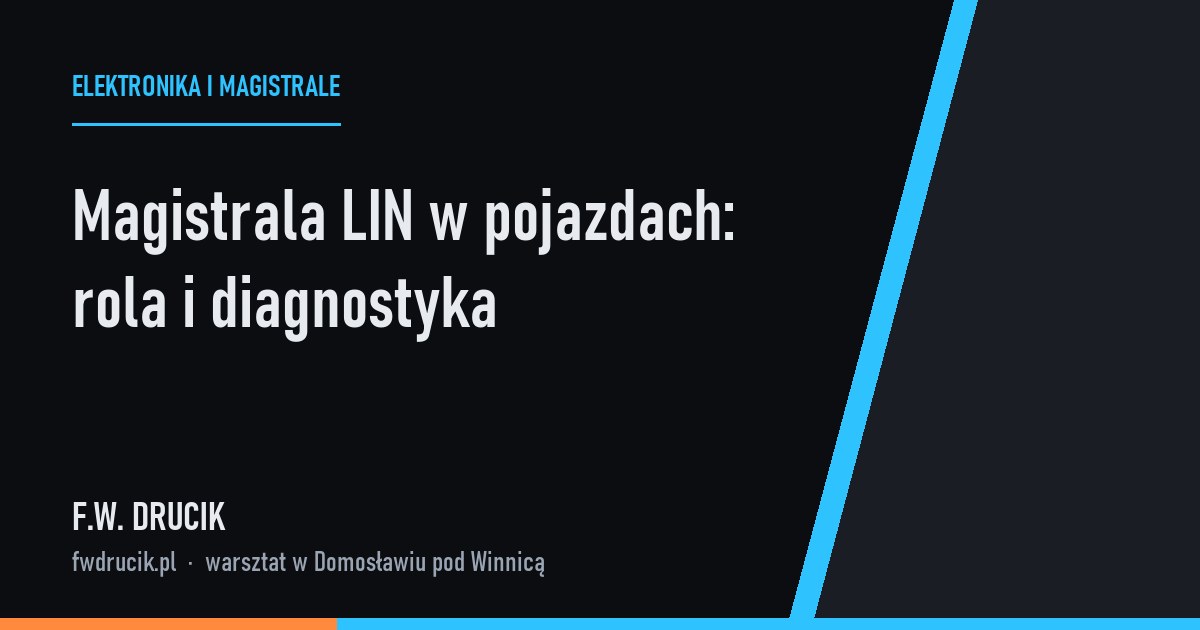 ELEKTRONIKA I MAGISTRALE
Magistrala LIN w pojazdach:
rola i diagnostyka
F.W. DRUCIK
fwdrucik.pl · warsztat w Domosławiu pod Winnicą